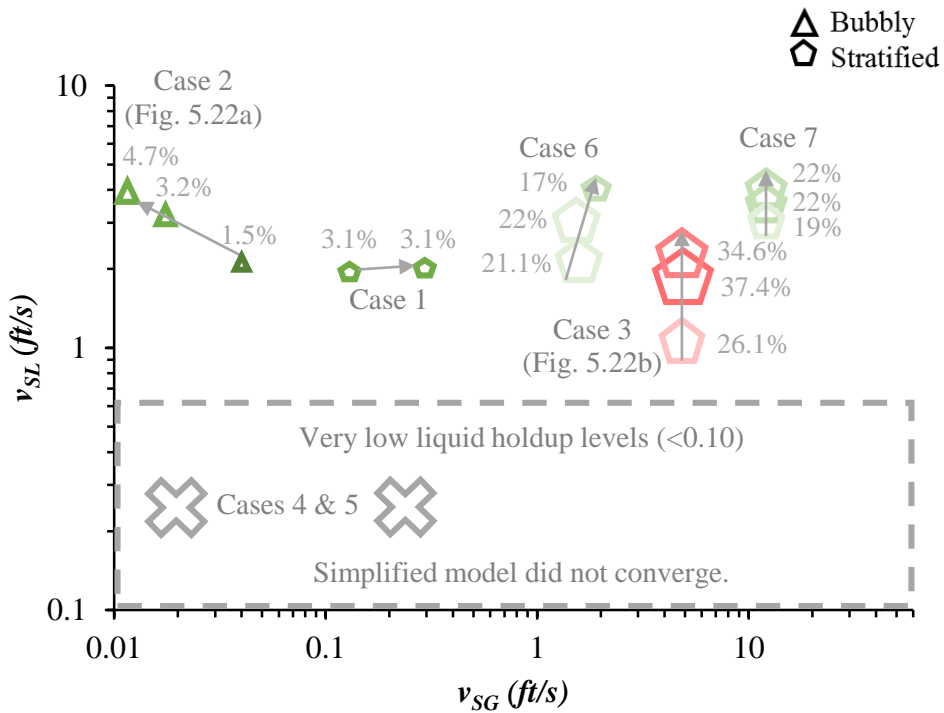 Bubbly
Stratified
10
1
0.1
v_SL (ft/s)
Case 2
(Fig. 5.22a)
4.7%
3.2%
1.5%
3.1%
3.1%
Case 1
Case 6
17%
22%
21.1%
Case 7
22%
22%
19%
34.6%
37.4%
26.1%
Case 3
(Fig. 5.22b)
Very low liquid holdup levels (<0.10)
Cases 4 & 5
Simplified model did not converge.
0.01
0.1
1
10
v_SG (ft/s)